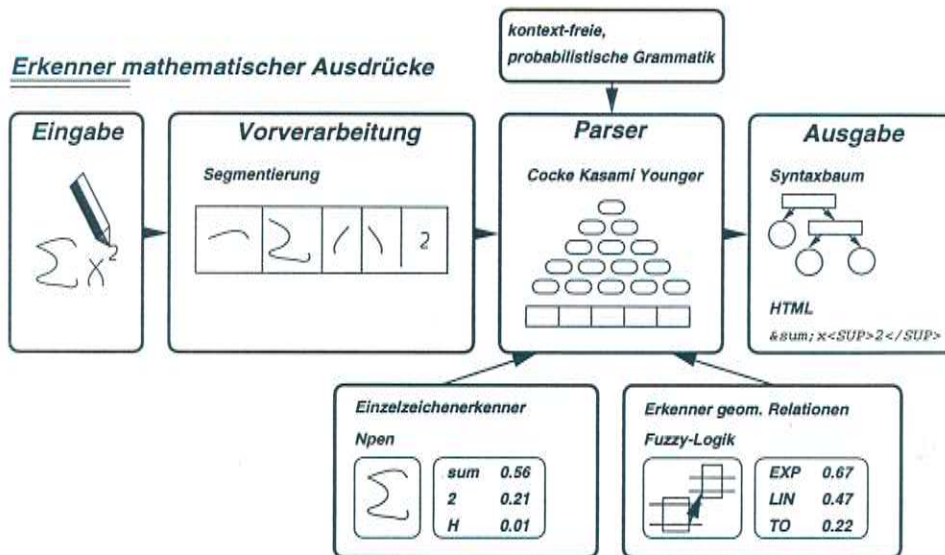 kontext-freie,
probabilistische Grammatik
Erkenner mathematischer Ausdrücke
Eingabe
Σ x 2
Vorverarbeitung
Segmentierung
2
Parser
Cocke Kasami Younger
Ausgabe
Syntaxbaum
HTML
&sum;x<SUP>2</SUP>
Einzelzeichenerkenner
Npen
Σ
sum 0.56
2 0.21
H 0.01
Erkenner geom. Relationen
Fuzzy-Logik
EXP 0.67
LIN 0.47
TO 0.22